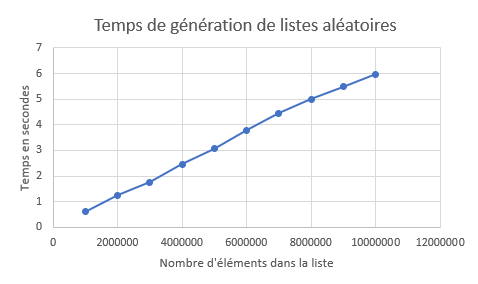 Temps de génération de listes aléatoires
7
6
5
4
3
2
1
0
Temps en secondes
0 2000000 4000000 6000000 8000000 10000000 12000000
Nombre d'éléments dans la liste